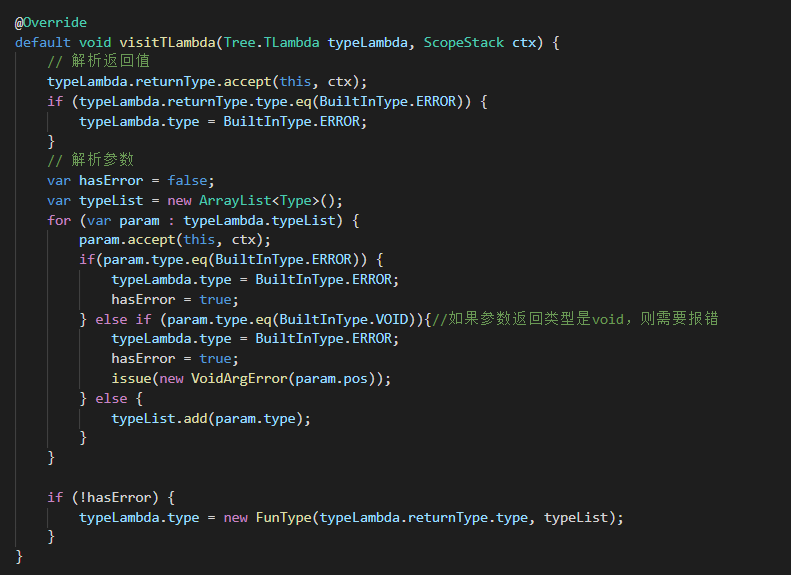 @Override
default void visitTLambda(Tree.TLambda typeLambda, ScopeStack ctx) {
    // 解析返回值
    typeLambda.returnType.accept(this, ctx);
    if (typeLambda.returnType.type.eq(BuiltInType.ERROR)) {
        typeLambda.type = BuiltInType.ERROR;
    }
    // 解析参数
    var hasError = false;
    var typeList = new ArrayList<Type>();
    for (var param : typeLambda.typeList) {
        param.accept(this, ctx);
        if(param.type.eq(BuiltInType.ERROR)) {
            typeLambda.type = BuiltInType.ERROR;
            hasError = true;
        } else if (param.type.eq(BuiltInType.VOID)){//如果参数返回类型是void，则需要报错
            typeLambda.type = BuiltInType.ERROR;
            hasError = true;
            issue(new VoidArgError(param.pos));
        } else {
            typeList.add(param.type);
        }
    }

    if (!hasError) {
        typeLambda.type = new FunType(typeLambda.returnType.type, typeList);
    }
}